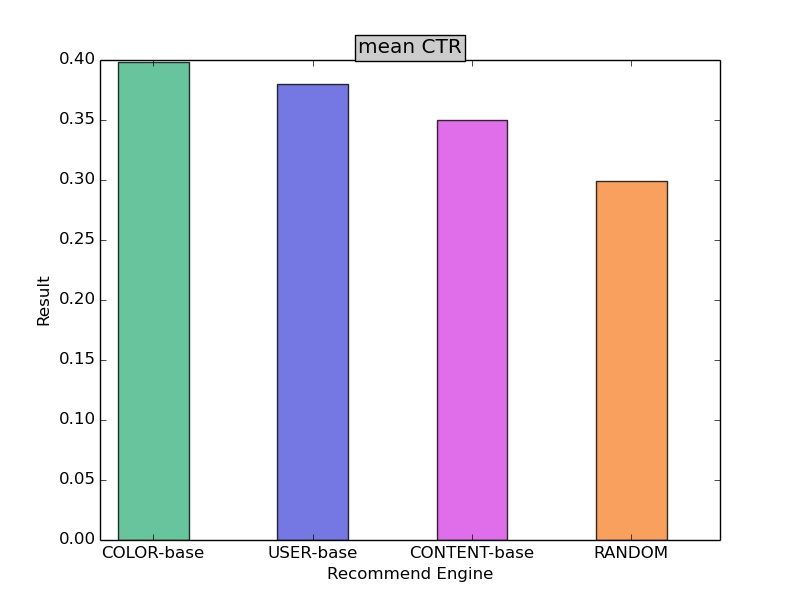 mean CTR
0.40
0.35
0.30
0.25
0.20
0.15
0.10
0.05
0.00
Result
COLOR-base USER-base CONTENT-base RANDOM
Recommend Engine